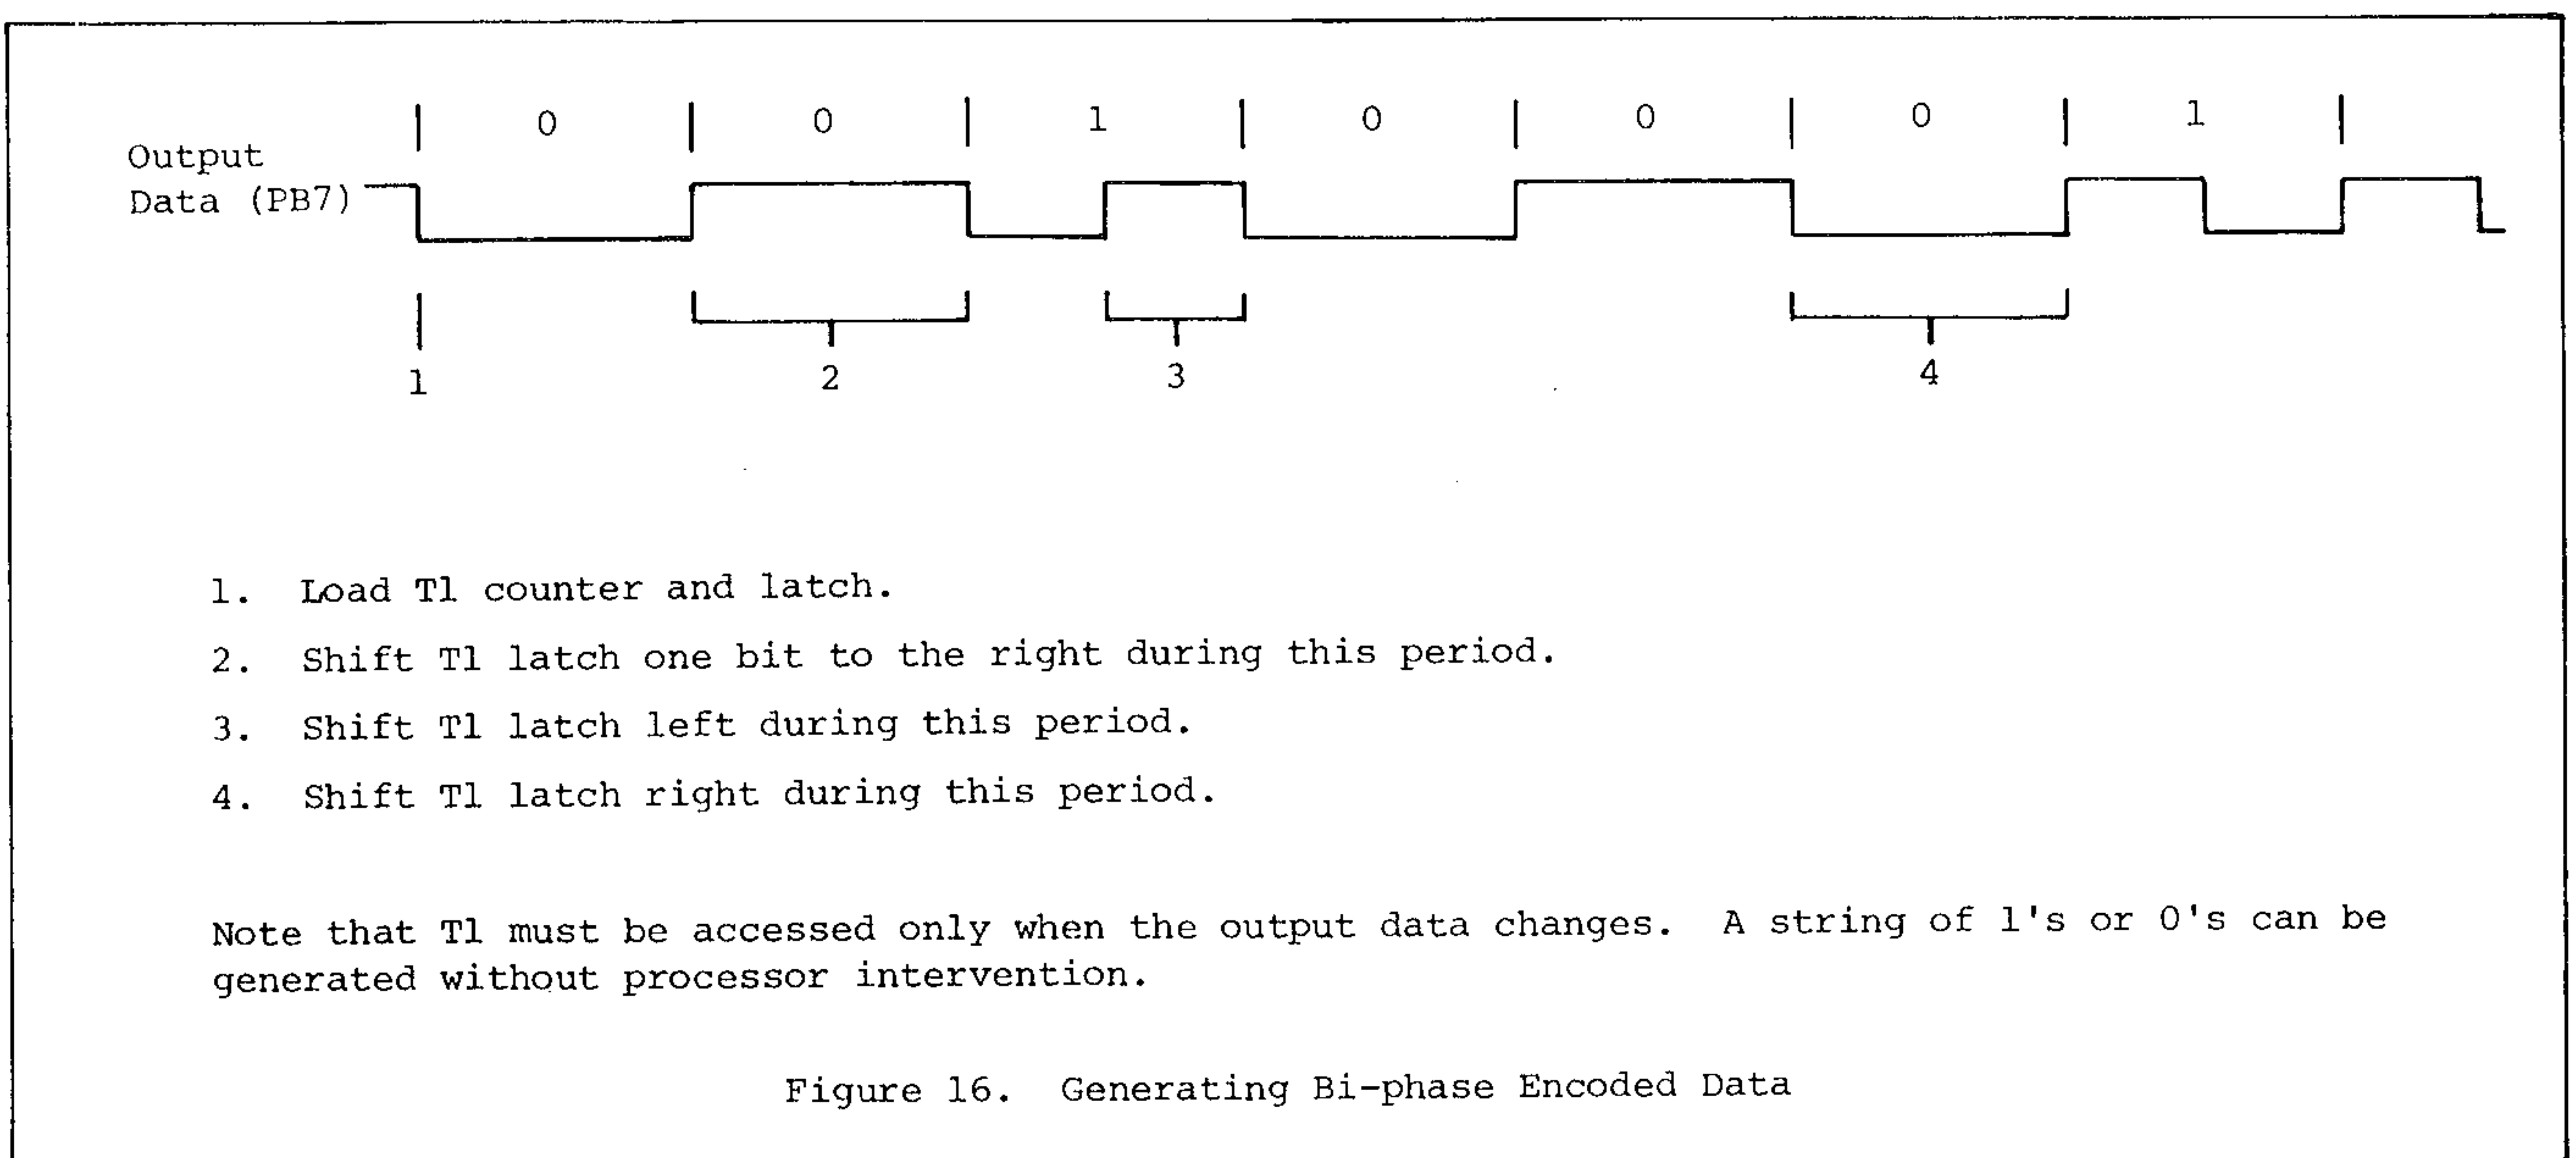 0 0 1 0 0 0 1
Output
Data (PB7)
1 2 3 4
1. Load T1 counter and latch.
2. Shift T1 latch one bit to the right during this period.
3. Shift T1 latch left during this period.
4. Shift T1 latch right during this period.
Note that T1 must be accessed only when the output data changes. A string of 1's or 0's can be
generated without processor intervention.
Figure 16. Generating Bi-phase Encoded Data